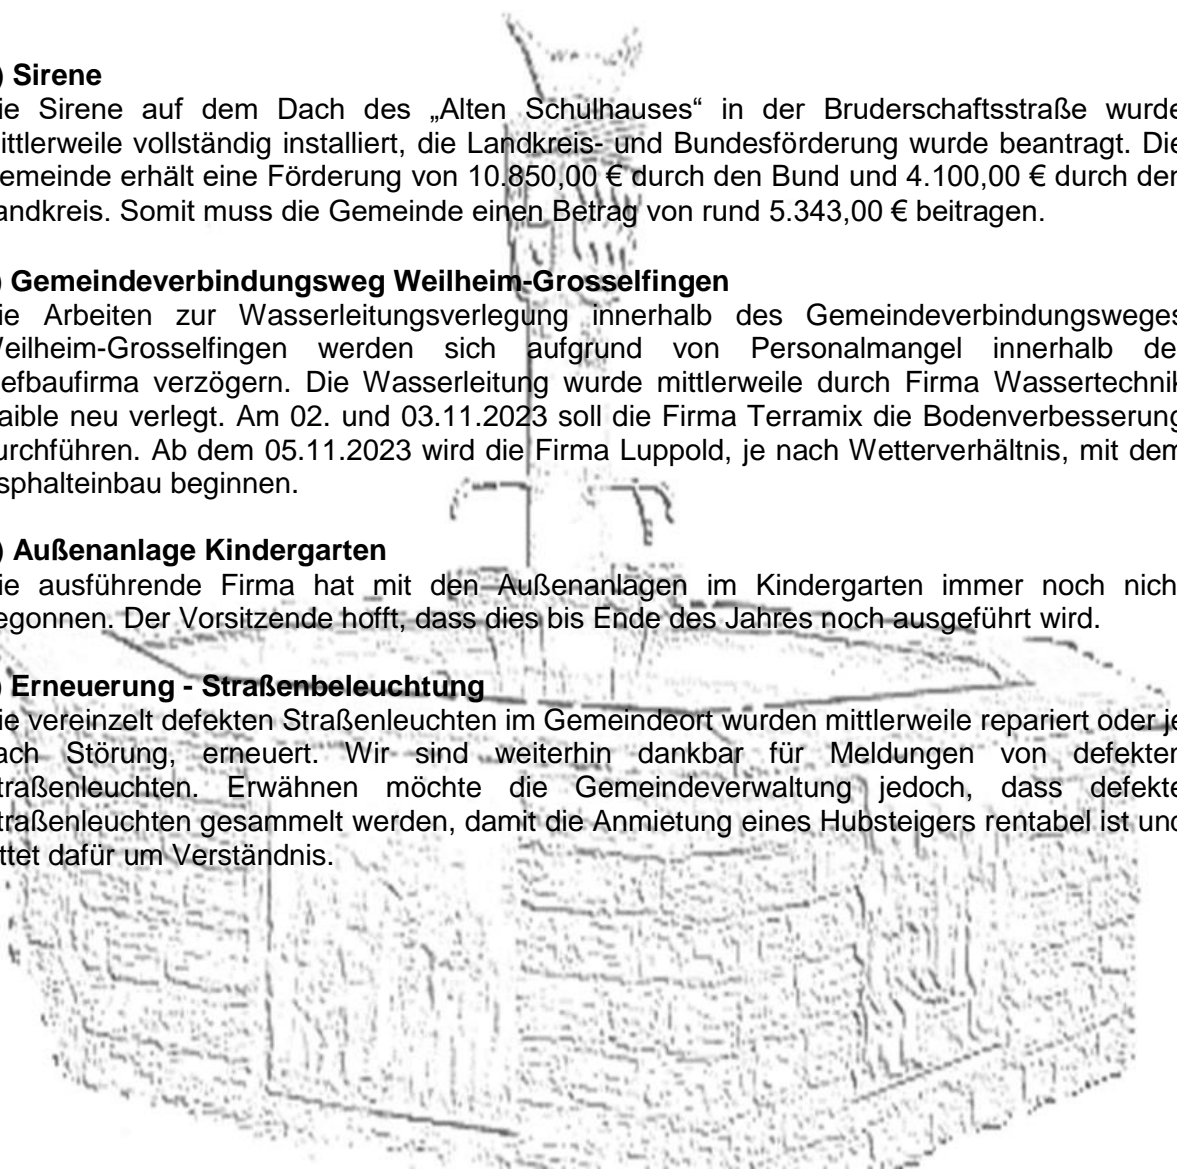 ) Sirene
ie Sirene auf dem Dach des „Alten Schulhauses“ in der Bruderschaftsstraße wurde
ittlerweile vollständig installiert, die Landkreis- und Bundesförderung wurde beantragt. Die
emeinde erhält eine Förderung von 10.850,00 € durch den Bund und 4.100,00 € durch den
andkreis. Somit muss die Gemeinde einen Betrag von rund 5.343,00 € beitragen.
) Gemeindeverbindungsweg Weilheim-Grosselfingen
ie Arbeiten zur Wasserleitungsverlegung innerhalb des Gemeindeverbindungsweges
Weilheim-Grosselfingen werden sich aufgrund von Personalmangel innerhalb de
iefbaufirma verzögern. Die Wasserleitung wurde mittlerweile durch Firma Wassertechnik
aible neu verlegt. Am 02. und 03.11.2023 soll die Firma Terramix die Bodenverbesserung
urchführen. Ab dem 05.11.2023 wird die Firma Luppold, je nach Wetterverhältnis, mit dem
sphalteinbau beginnen.
) Außenanlage Kindergarten
ie ausführende Firma hat mit den Außenanlagen im Kindergarten immer noch nich
egonnen. Der Vorsitzende hofft, dass dies bis Ende des Jahres noch ausgeführt wird.
) Erneuerung - Straßenbeleuchtung
ie vereinzelt defekten Straßenleuchten im Gemeindeort wurden mittlerweile repariert oder je
ach Störung, erneuert. Wir sind weiterhin dankbar für Meldungen von defekten
traßenleuchten. Erwähnen möchte die Gemeindeverwaltung jedoch, dass defekte
traßenleuchten gesammelt werden, damit die Anmietung eines Hubsteigers rentabel ist und
ittet dafür um Verständnis.